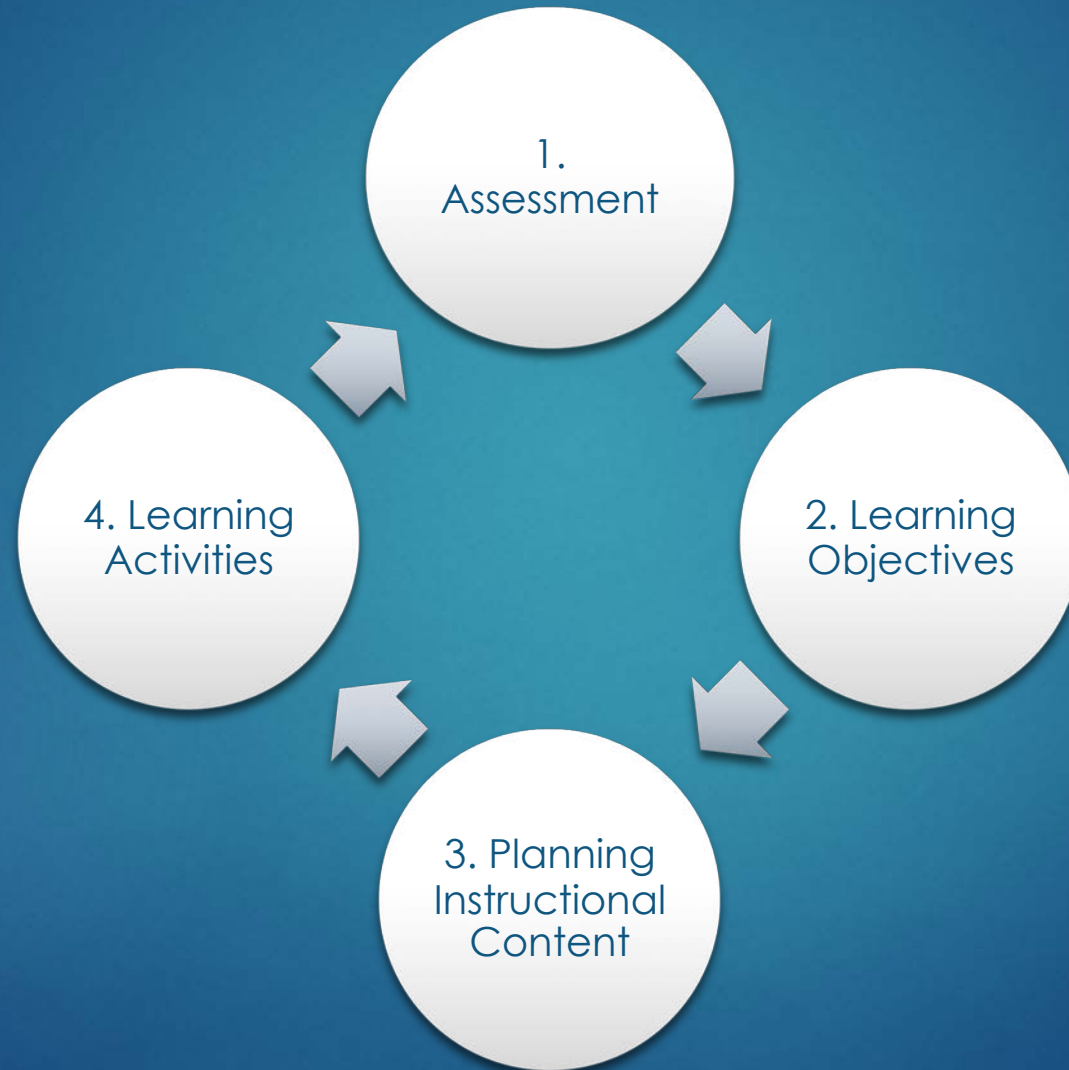 1.
Assessment
2. Learning
Objectives
3. Planning
Instructional
Content
4. Learning
Activities